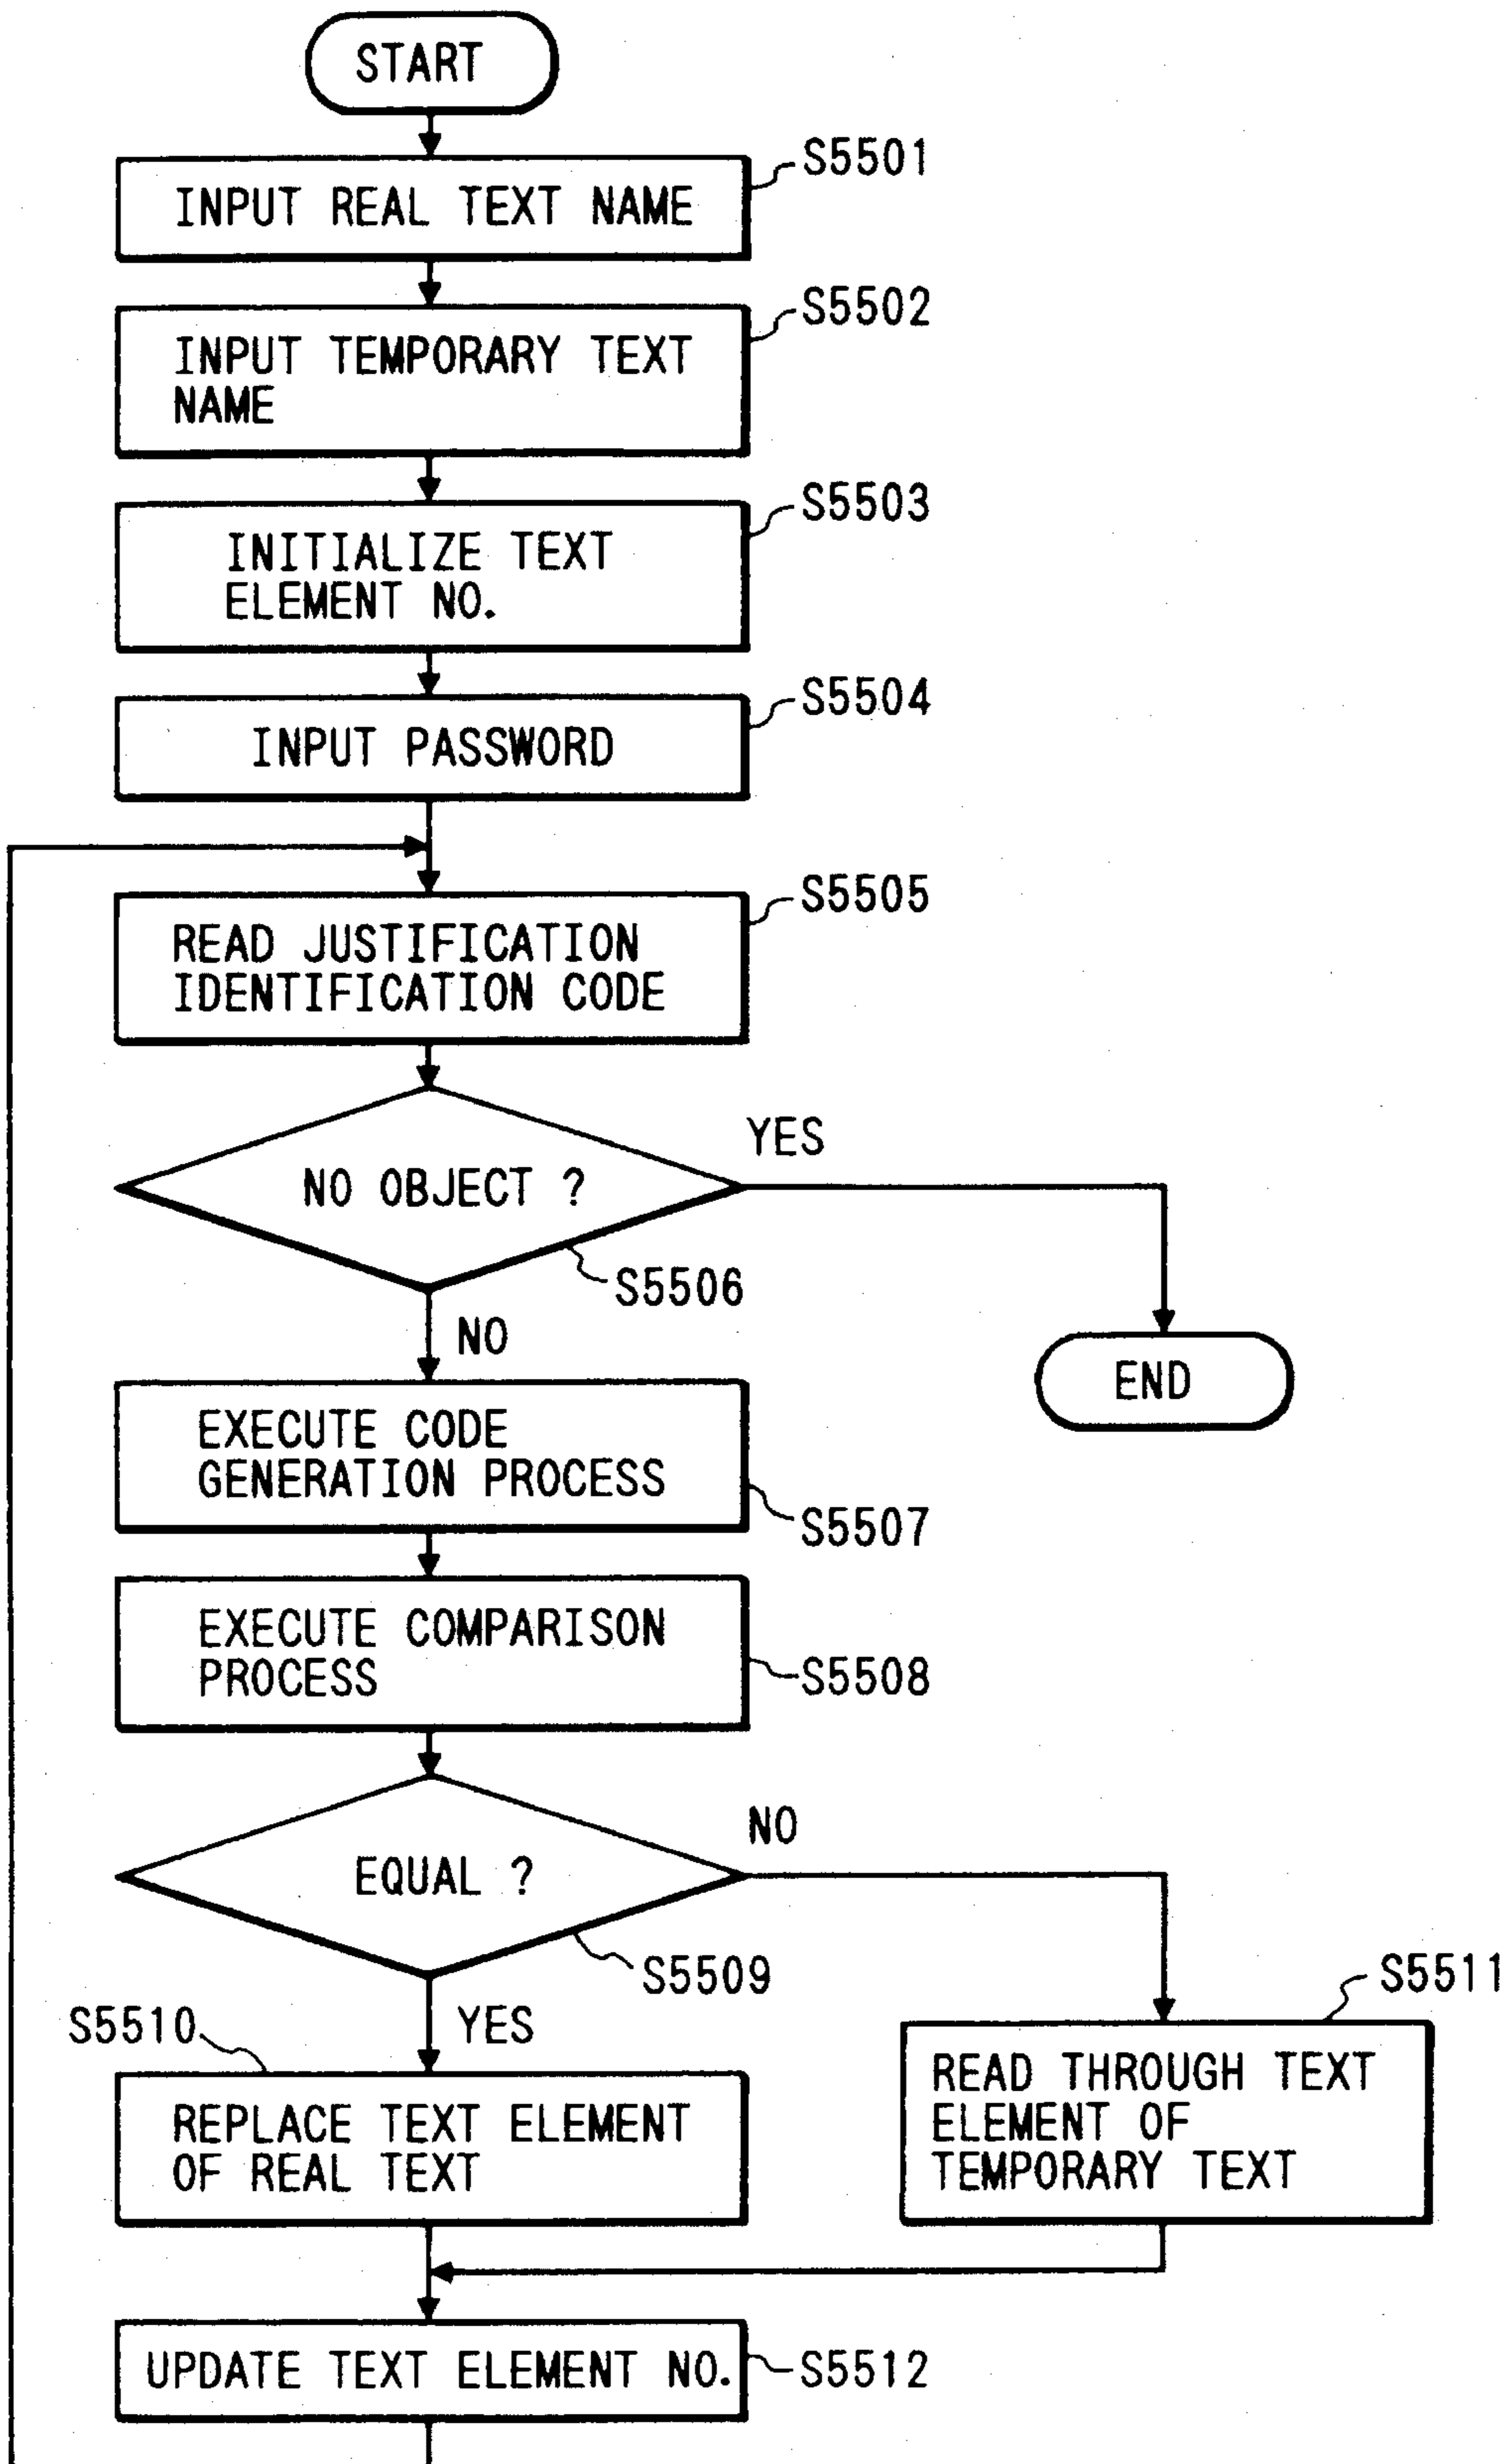 START
S5501
INPUT REAL TEXT NAME
S5502
INPUT TEMPORARY TEXT
NAME
S5503
INITIALIZE TEXT
ELEMENT NO.
S5504
INPUT PASSWORD
S5505
READ JUSTIFICATION
IDENTIFICATION CODE
YES
NO OBJECT ?
S5506
NO
END
EXECUTE CODE
GENERATION PROCESS
S5507
EXECUTE COMPARISON
PROCESS
S5508
NO
EQUAL ?
S5509
S5511
S5510
YES
READ THROUGH TEXT
ELEMENT OF
TEMPORARY TEXT
REPLACE TEXT ELEMENT
OF REAL TEXT
UPDATE TEXT ELEMENT NO.
S5512